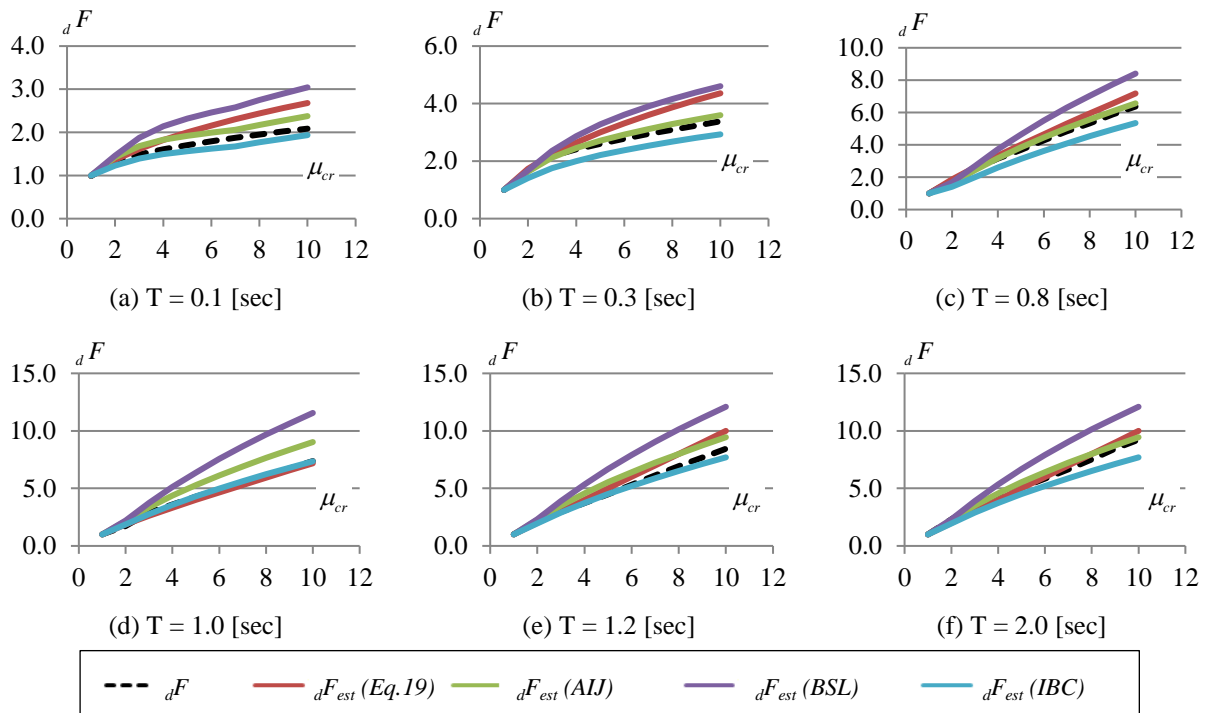 d F
4.0
3.0
2.0
1.0
0.0
μcr
0 2 4 6 8 10 12
(a) T = 0.1 [sec]
d F
6.0
4.0
2.0
0.0
μcr
0 2 4 6 8 10 12
(b) T = 0.3 [sec]
d F
10.0
8.0
6.0
4.0
2.0
0.0
μcr
0 2 4 6 8 10 12
(c) T = 0.8 [sec]
d F
15.0
10.0
5.0
0.0
μcr
0 2 4 6 8 10 12
(d) T = 1.0 [sec]
d F
15.0
10.0
5.0
0.0
μcr
0 2 4 6 8 10 12
(e) T = 1.2 [sec]
d F
15.0
10.0
5.0
0.0
μcr
0 2 4 6 8 10 12
(f) T = 2.0 [sec]
dF dFest (Eq.19) dFest (AIJ) dFest (BSL) dFest (IBC)